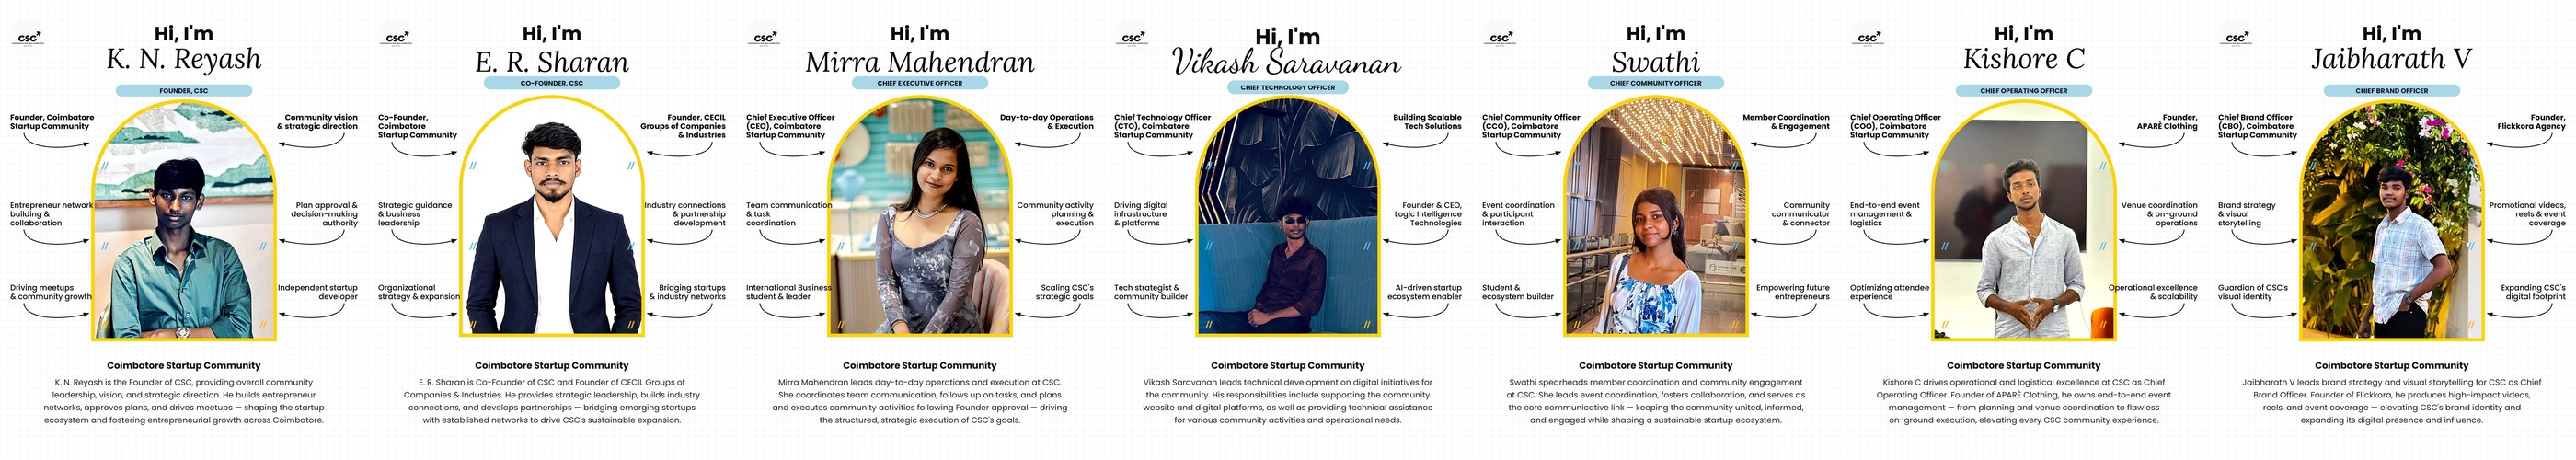 csc
Hi, I'm
K. N. Reyash
FOUNDER, CSC
Founder, Coimbatore
Startup Community
Community vision
& strategic direction
Entrepreneur network
building &
collaboration
Plan approval &
decision-making
authority
Driving meetups
& community growth
Independent startup
developer
Coimbatore Startup Community
K. N. Reyash is the Founder of CSC, providing overall community
leadership, vision, and strategic direction. He builds entrepreneur
networks, approves plans, and drives meetups — shaping the startup
ecosystem and fostering entrepreneurial growth across Coimbatore.
csc
Hi, I'm
E. R. Sharan
CO-FOUNDER, CSC
Co-Founder,
Coimbatore
Startup Community
Founder, CECIL
Groups of Companies
& Industries
Strategic guidance
& business
leadership
Industry connections
& partnership
development
Organizational
strategy & expansion
Bridging startups
& industry networks
Coimbatore Startup Community
E. R. Sharan is Co-Founder of CSC and Founder of CECIL Groups of
Companies & Industries. He provides strategic leadership, builds industry
connections, and develops partnerships — bridging emerging startups
with established networks to drive CSC's sustainable expansion.
csc
Hi, I'm
Mirra Mahendran
CHIEF EXECUTIVE OFFICER
Chief Executive Officer
(CEO), Coimbatore
Startup Community
Day-to-day Operations
& Execution
Team communication
& task
coordination
Community activity
planning &
execution
International Business
student & leader
Scaling CSC's
strategic goals
Coimbatore Startup Community
Mirra Mahendran leads day-to-day operations and execution at CSC.
She coordinates team communication, follows up on tasks, and plans
and executes community activities following Founder approval — driving
the structured, strategic execution of CSC's goals.
csc
Hi, I'm
Vikash Saravanan
CHIEF TECHNOLOGY OFFICER
Chief Technology Officer
(CTO), Coimbatore
Startup Community
Building Scalable
Tech Solutions
Driving digital
infrastructure
& platforms
Founder & CEO,
Logic Intelligence
Technologies
Tech strategist &
community builder
AI-driven startup
ecosystem enabler
Coimbatore Startup Community
Vikash Saravanan leads technical development on digital initiatives for
the community. His responsibilities include supporting the community
website and digital platforms, as well as providing technical assistance
for various community activities and operational needs.
csc
Hi, I'm
Swathi
CHIEF COMMUNITY OFFICER
Chief Community Officer
(CCO), Coimbatore
Startup Community
Member Coordination
& Engagement
Event coordination
& participant
interaction
Community
communicator
& connector
Student &
ecosystem builder
Empowering future
entrepreneurs
Coimbatore Startup Community
Swathi spearheads member coordination and community engagement
at CSC. She leads event coordination, fosters collaboration, and serves as
the core communicative link — keeping the community united, informed,
and engaged while shaping a sustainable startup ecosystem.
csc
Hi, I'm
Kishore C
CHIEF OPERATING OFFICER
Chief Operating Officer
(COO), Coimbatore
Startup Community
Founder,
APARÈ Clothing
End-to-end event
management &
logistics
Venue coordination
& on-ground
operations
Optimizing attendee
experience
Operational excellence
& scalability
Coimbatore Startup Community
Kishore C drives operational and logistical excellence at CSC as Chief
Operating Officer. Founder of APARÈ Clothing, he owns end-to-end event
management — from planning and venue coordination to flawless
on-ground execution, elevating every CSC community experience.
csc
Hi, I'm
Jaibharath V
CHIEF BRAND OFFICER
Chief Brand Officer
(CBO), Coimbatore
Startup Community
Founder,
Flickkora Agency
Brand strategy
& visual
storytelling
Promotional videos,
reels & event
coverage
Guardian of CSC's
visual identity
Expanding CSC's
digital footprint
Coimbatore Startup Community
Jaibharath V leads brand strategy and visual storytelling for CSC as Chief
Brand Officer. Founder of Flickkora, he produces high-impact videos,
reels, and event coverage — elevating CSC's brand identity and
expanding its digital presence and influence.